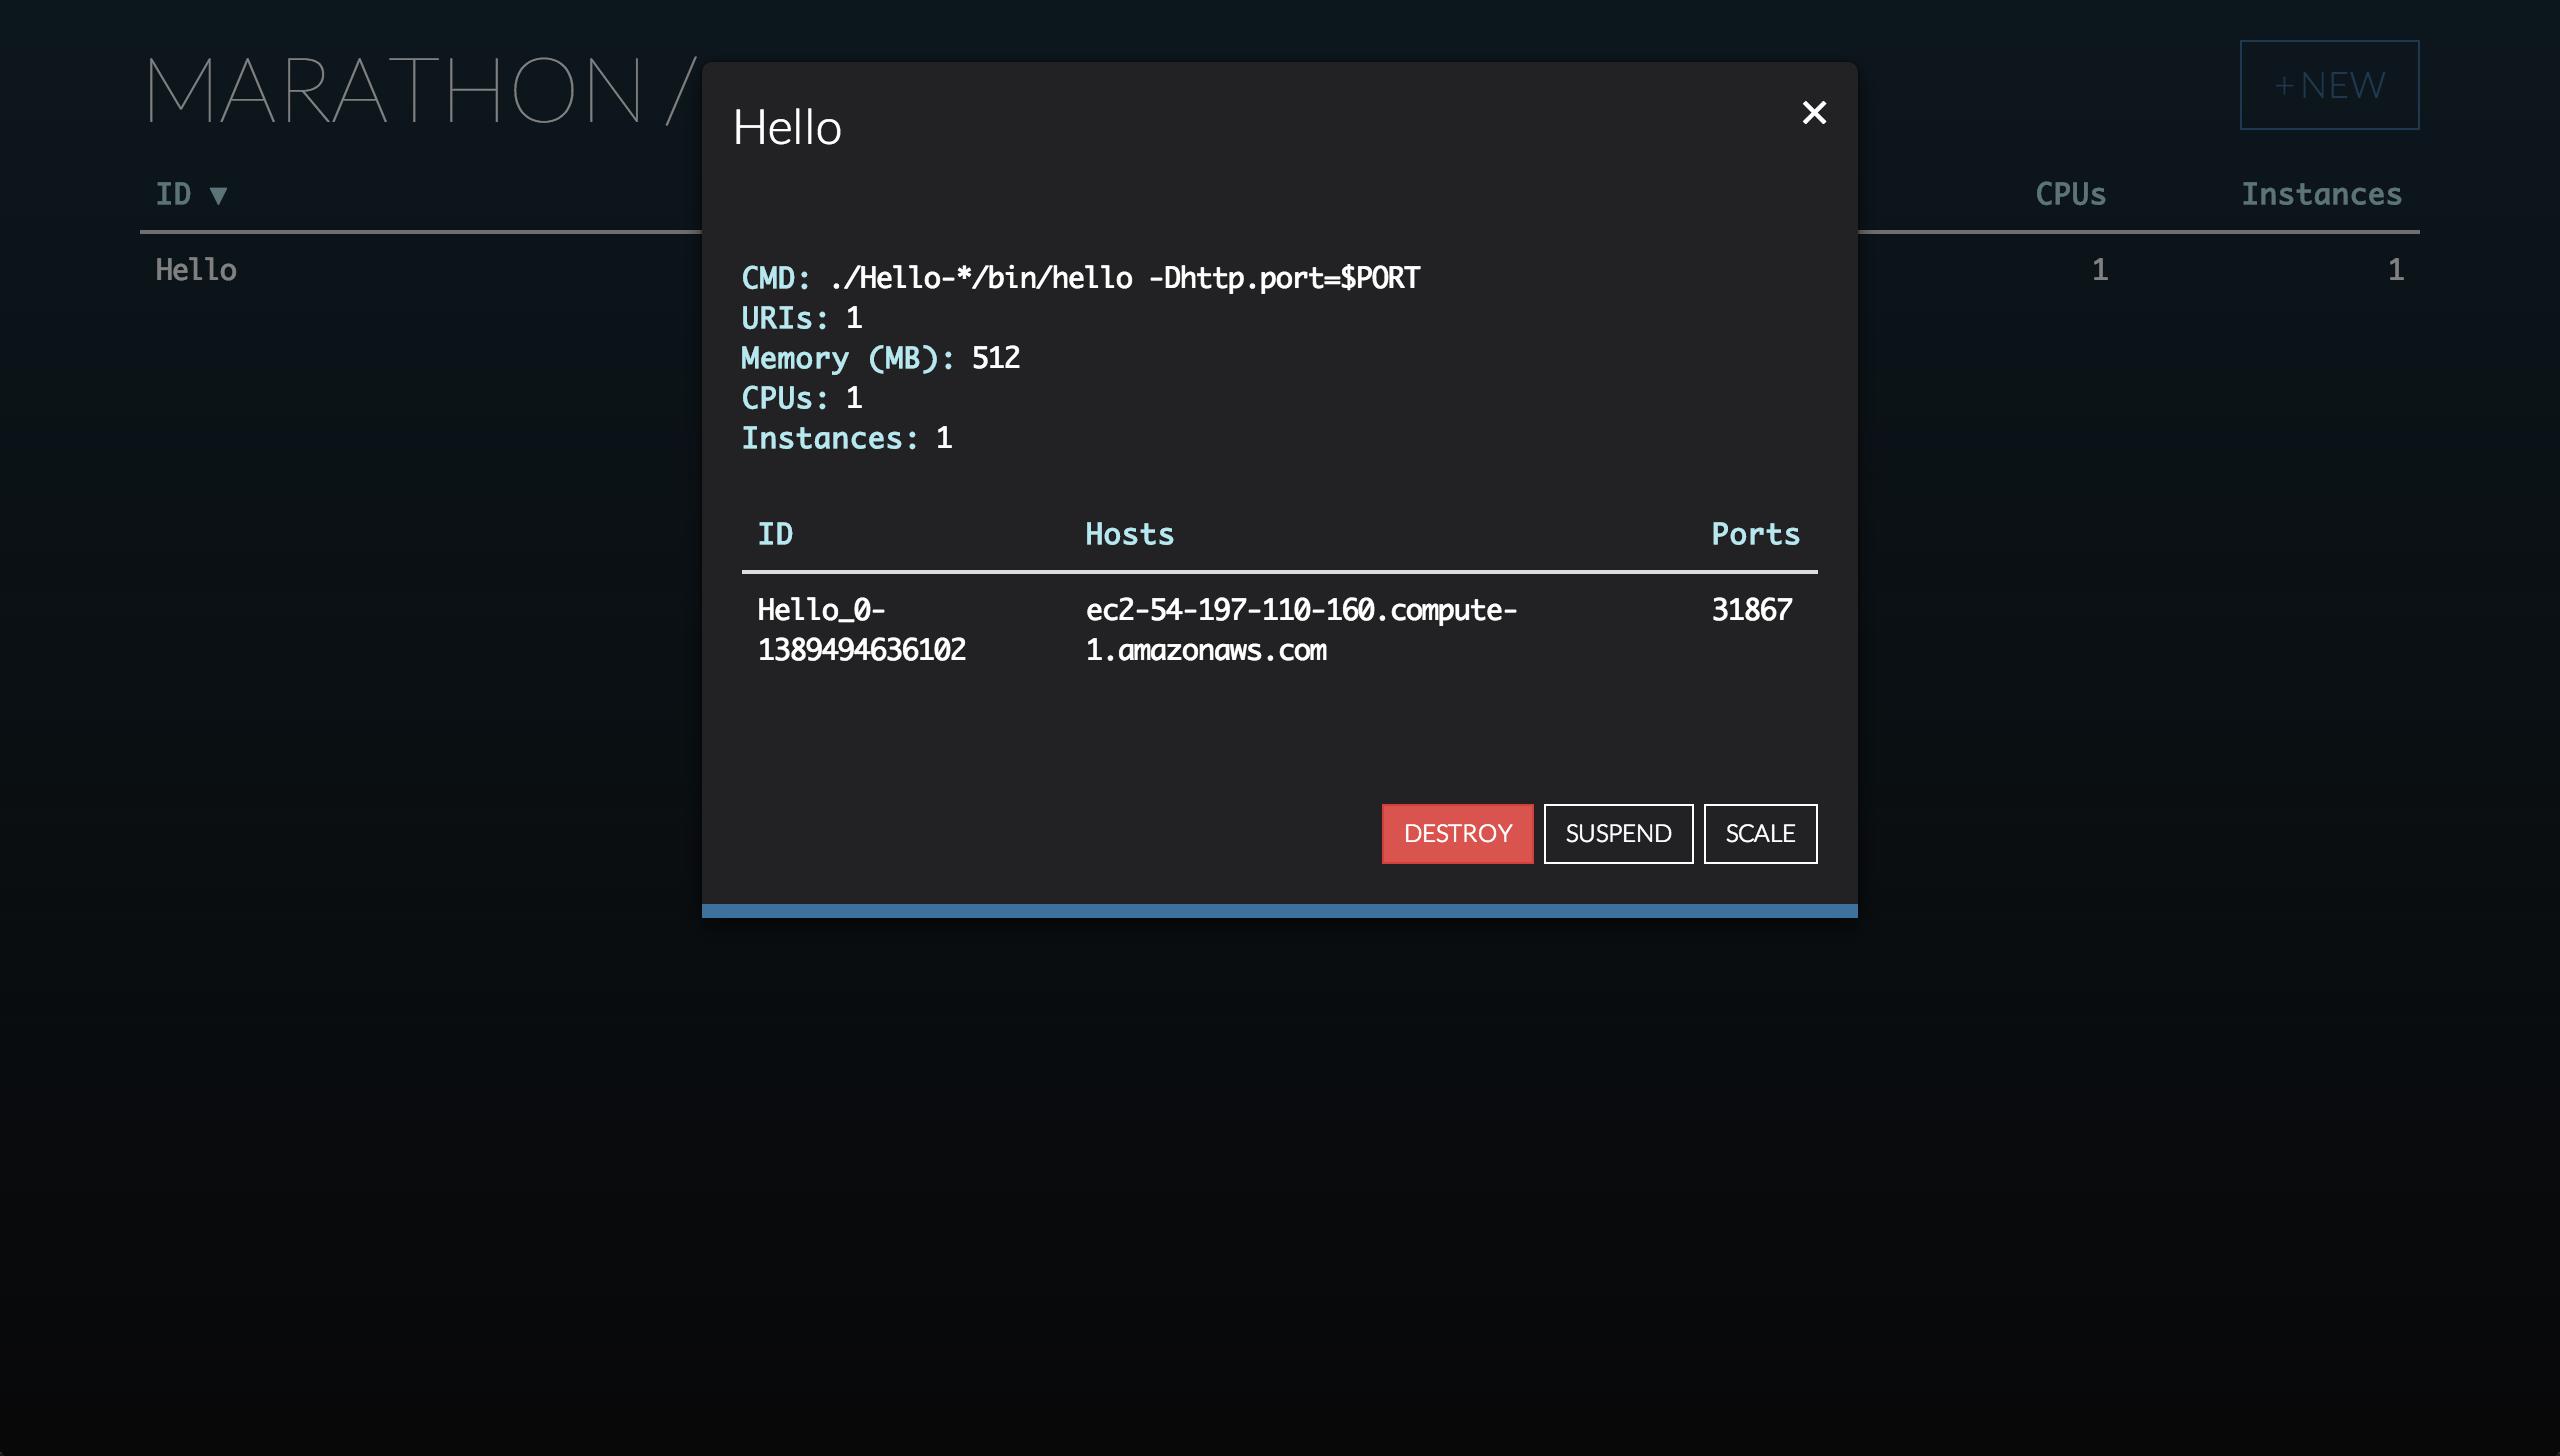 MARATHON /
+ NEW
ID ▼ CPUs Instances
Hello 1 1
Hello
×
CMD: ./Hello-*/bin/hello -Dhttp.port=$PORT
URIs: 1
Memory (MB): 512
CPUs: 1
Instances: 1
ID Hosts Ports
Hello_0- ec2-54-197-110-160.compute- 31867
1389494636102 1.amazonaws.com
DESTROY SUSPEND SCALE